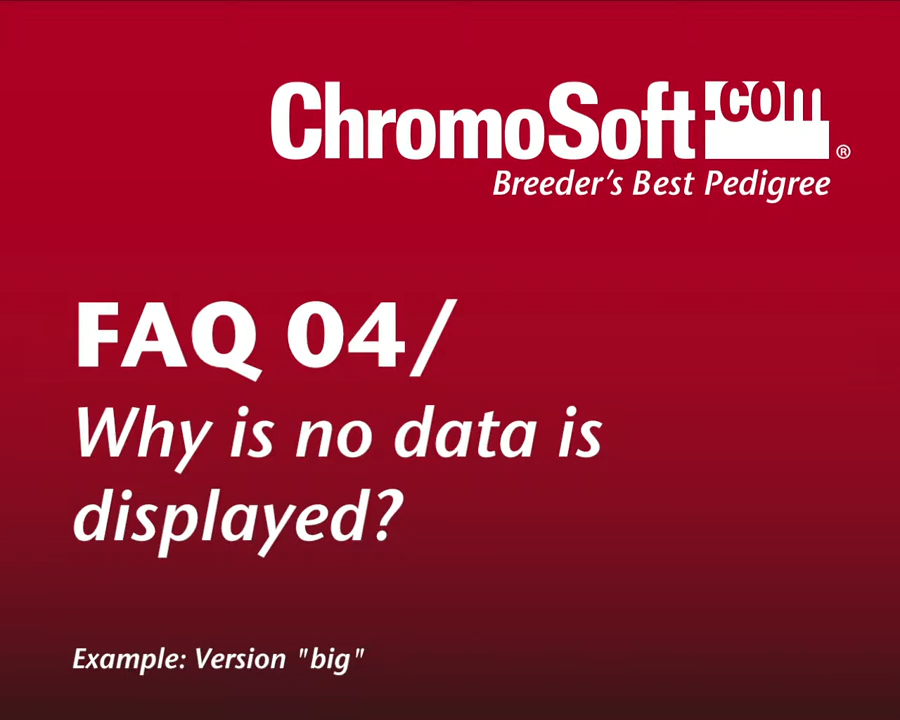 ChromoSoft.com®
Breeder's Best Pedigree
FAQ 04/
Why is no data is
displayed?
Example: Version "big"